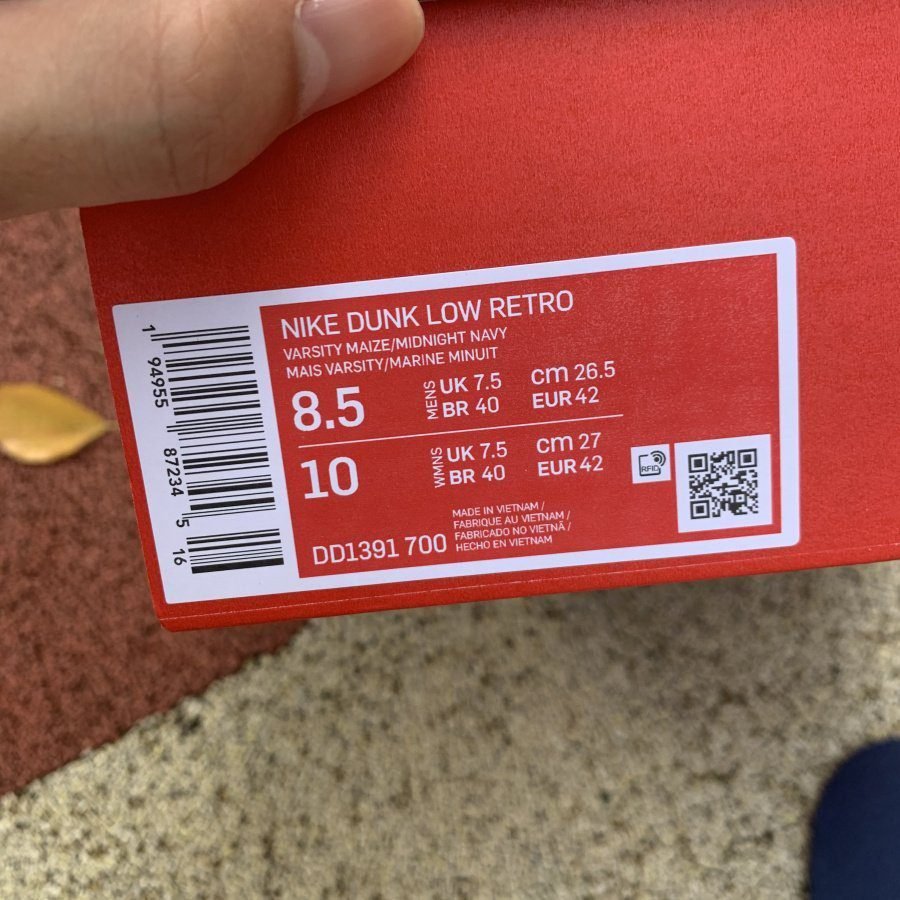 NIKE DUNK LOW RETRO
VARSITY MAIZE/MIDNIGHT NAVY
MAIS VARSITY/MARINE MINUIT
8.5 MENS UK 7.5 cm 26.5
BR 40 EUR 42
10 WMNS UK 7.5 cm 27
BR 40 EUR 42
RFID
DD1391 700
MADE IN VIETNAM /
FABRIQUE AU VIETNAM /
FABRICADO NO VIETNÃ /
HECHO EN VIETNAM
1 94955 87234 5 16